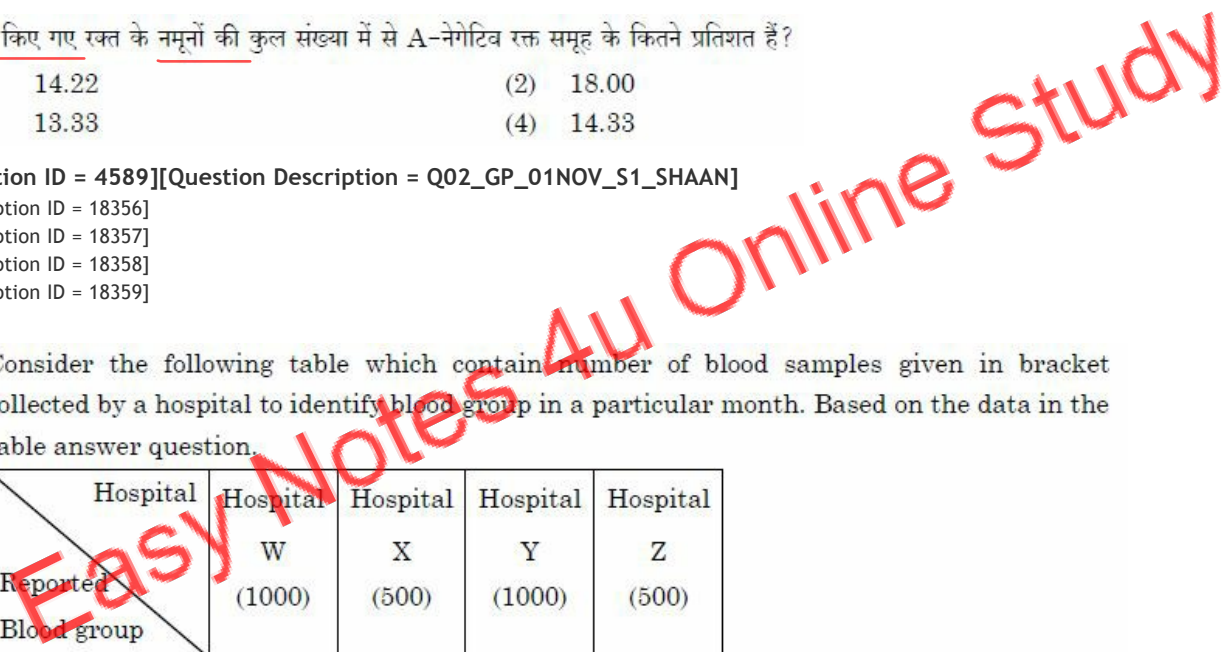 किए गए रक्त के नमूनों की कुल संख्या में से A-नेगेटिव रक्त समूह के कितने प्रतिशत हैं?
14.22 (2) 18.00
13.33 (4) 14.33
tion ID = 4589][Question Description = Q02_GP_01NOV_S1_SHAAN]
ption ID = 18356]
ption ID = 18357]
ption ID = 18358]
ption ID = 18359]
Consider the following table which contain number of blood samples given in bracket
ollected by a hospital to identify blood group in a particular month. Based on the data in the
able answer question.
Hospital Hospital Hospital Hospital Hospital
W X Y Z
Reported (1000) (500) (1000) (500)
Blood group
Easy Notes 4u Online Study